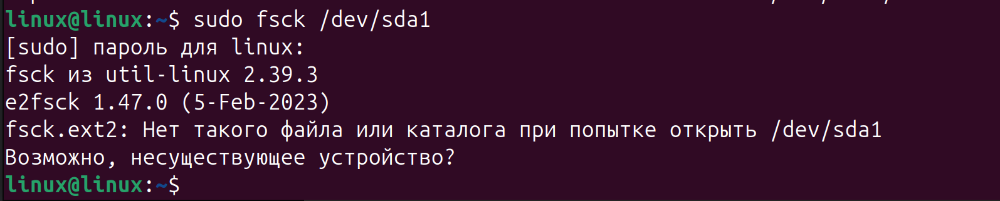 linux@linux:~$ sudo fsck /dev/sda1
[sudo] пароль для linux:
fsck из util-linux 2.39.3
e2fsck 1.47.0 (5-Feb-2023)
fsck.ext2: Нет такого файла или каталога при попытке открыть /dev/sda1
Возможно, несуществующее устройство?
linux@linux:~$